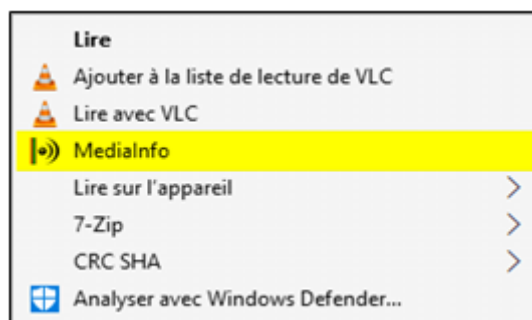 Lire
Ajouter à la liste de lecture de VLC
Lire avec VLC
MediaInfo
Lire sur l'appareil
7-Zip
CRC SHA
Analyser avec Windows Defender...